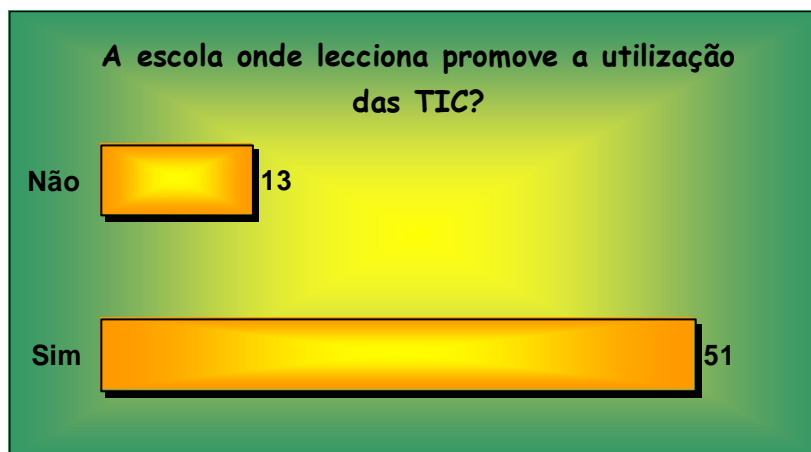 A escola onde lecciona promove a utilização
das TIC?
Não 13
Sim 51